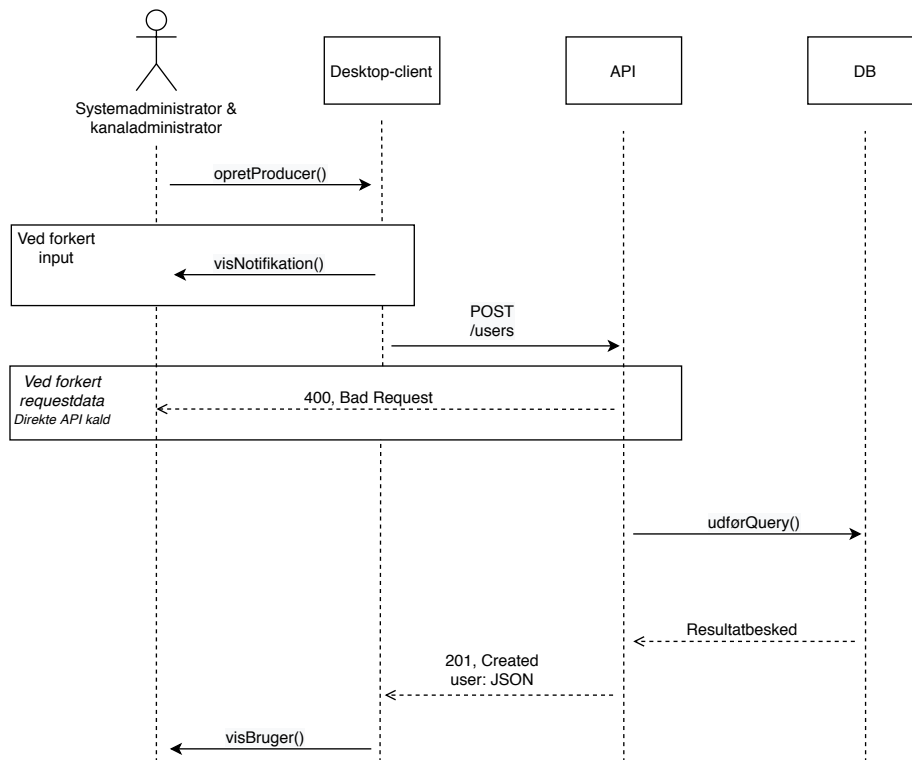 Desktop-client
API
DB
Systemadministrator &
kanaladministrator
opretProducer()
Ved forkert
input
visNotifikation()
POST
/users
Ved forkert
requestdata
Direkte API kald
400, Bad Request
udførQuery()
Resultatbesked
201, Created
user: JSON
visBruger()